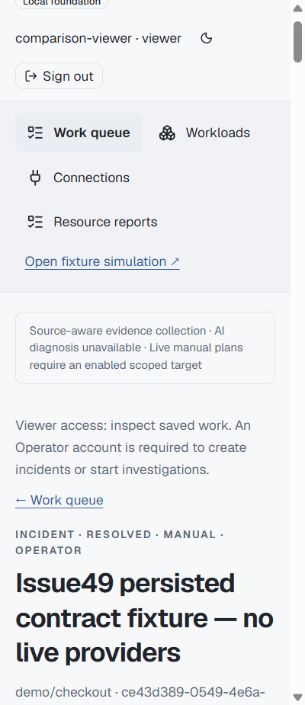 Local foundation
comparison-viewer · viewer
Sign out
Work queue
Workloads
Connections
Resource reports
Open fixture simulation ↗
Source-aware evidence collection · AI
diagnosis unavailable · Live manual plans
require an enabled scoped target
Viewer access: inspect saved work. An
Operator account is required to create
incidents or start investigations.
← Work queue
INCIDENT · RESOLVED · MANUAL ·
OPERATOR
Issue49 persisted
contract fixture — no
live providers
demo/checkout · ce43d389-0549-4e6a-